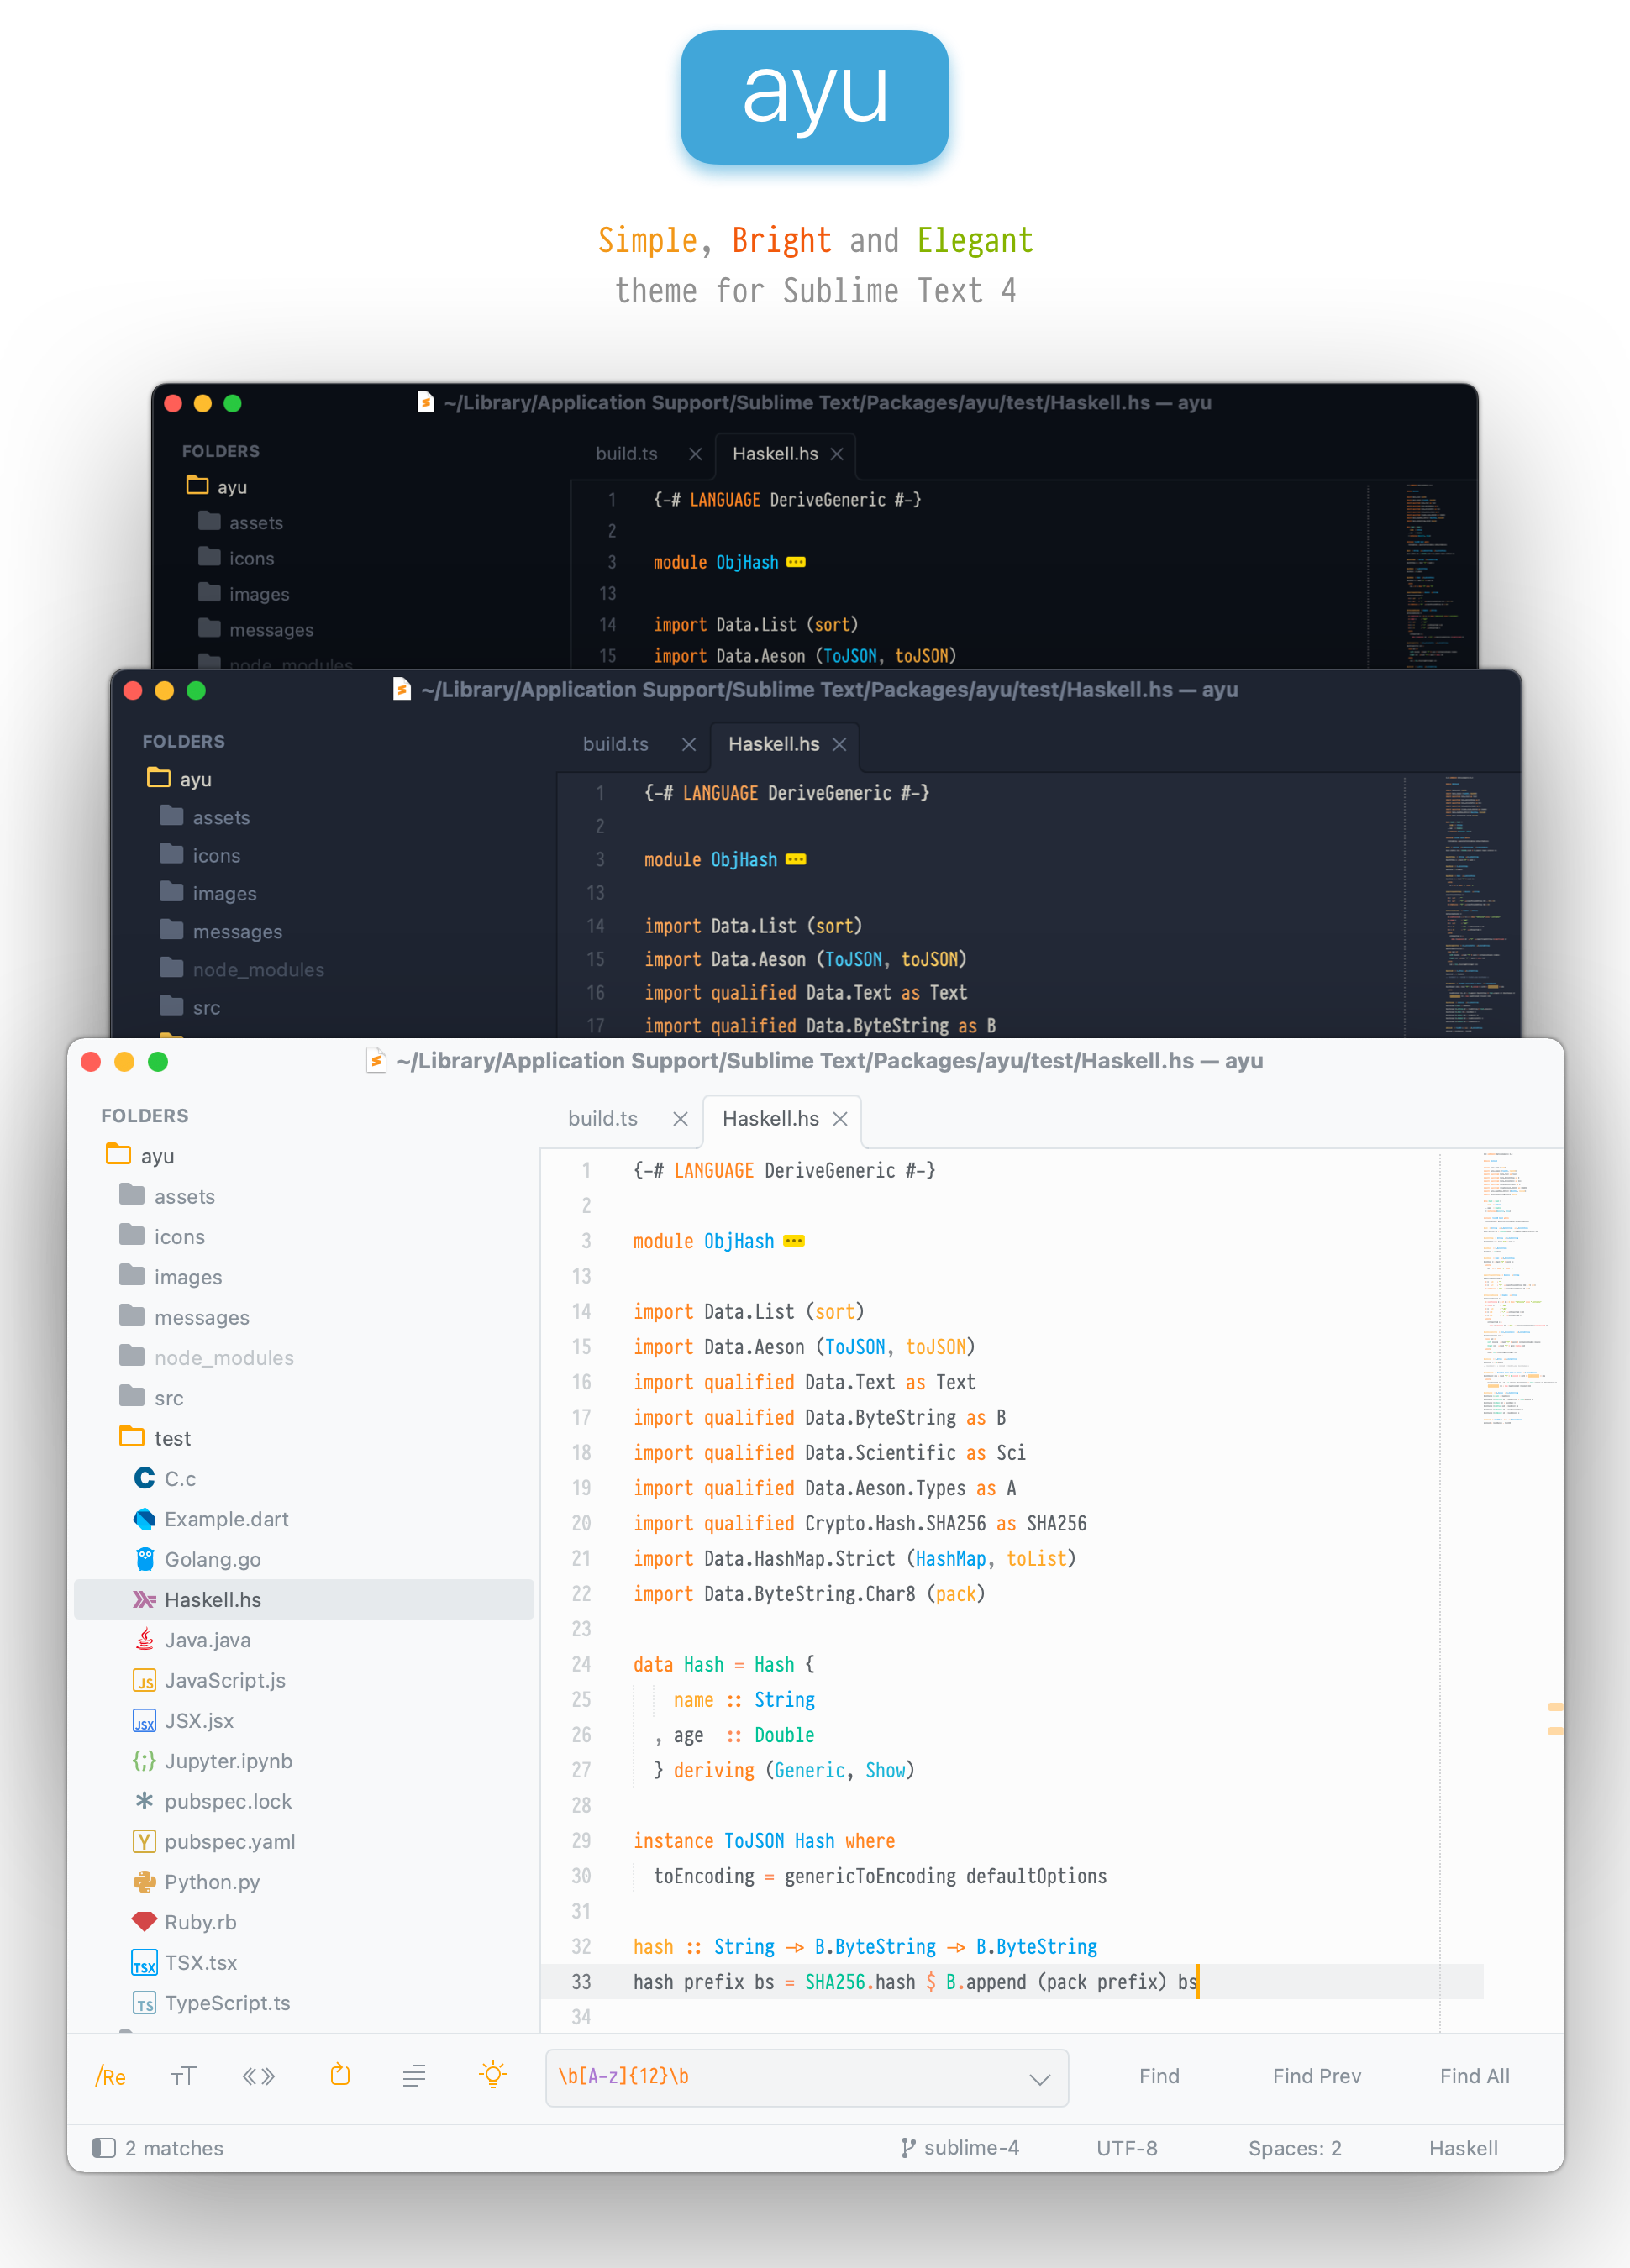 ayu
Simple, Bright and Elegant
theme for Sublime Text 4
~/Library/Application Support/Sublime Text/Packages/ayu/test/Haskell.hs — ayu
FOLDERS
ayu
assets
icons
images
messages
node_modules
build.ts
Haskell.hs
1 {-# LANGUAGE DeriveGeneric #-}
2
3 module ObjHash
13
14 import Data.List (sort)
15 import Data.Aeson (ToJSON, toJSON)
~/Library/Application Support/Sublime Text/Packages/ayu/test/Haskell.hs — ayu
FOLDERS
ayu
assets
icons
images
messages
node_modules
src
build.ts
Haskell.hs
1 {-# LANGUAGE DeriveGeneric #-}
2
3 module ObjHash
13
14 import Data.List (sort)
15 import Data.Aeson (ToJSON, toJSON)
16 import qualified Data.Text as Text
17 import qualified Data.ByteString as B
~/Library/Application Support/Sublime Text/Packages/ayu/test/Haskell.hs — ayu
FOLDERS
ayu
assets
icons
images
messages
node_modules
src
test
C.c
Example.dart
Golang.go
Haskell.hs
Java.java
JS JavaScript.js
JSX JSX.jsx
Jupyter.ipynb
pubspec.lock
Y pubspec.yaml
Python.py
Ruby.rb
TSX TSX.tsx
TS TypeScript.ts
build.ts
Haskell.hs
1 {-# LANGUAGE DeriveGeneric #-}
2
3 module ObjHash
13
14 import Data.List (sort)
15 import Data.Aeson (ToJSON, toJSON)
16 import qualified Data.Text as Text
17 import qualified Data.ByteString as B
18 import qualified Data.Scientific as Sci
19 import qualified Data.Aeson.Types as A
20 import qualified Crypto.Hash.SHA256 as SHA256
21 import Data.HashMap.Strict (HashMap, toList)
22 import Data.ByteString.Char8 (pack)
23
24 data Hash = Hash {
25 name :: String
26 , age :: Double
27 } deriving (Generic, Show)
28
29 instance ToJSON Hash where
30 toEncoding = genericToEncoding defaultOptions
31
32 hash :: String -> B.ByteString -> B.ByteString
33 hash prefix bs = SHA256.hash $ B.append (pack prefix) bs
34
/Re
TT
\b[A-z]{12}\b
Find
Find Prev
Find All
2 matches
sublime-4
UTF-8
Spaces: 2
Haskell